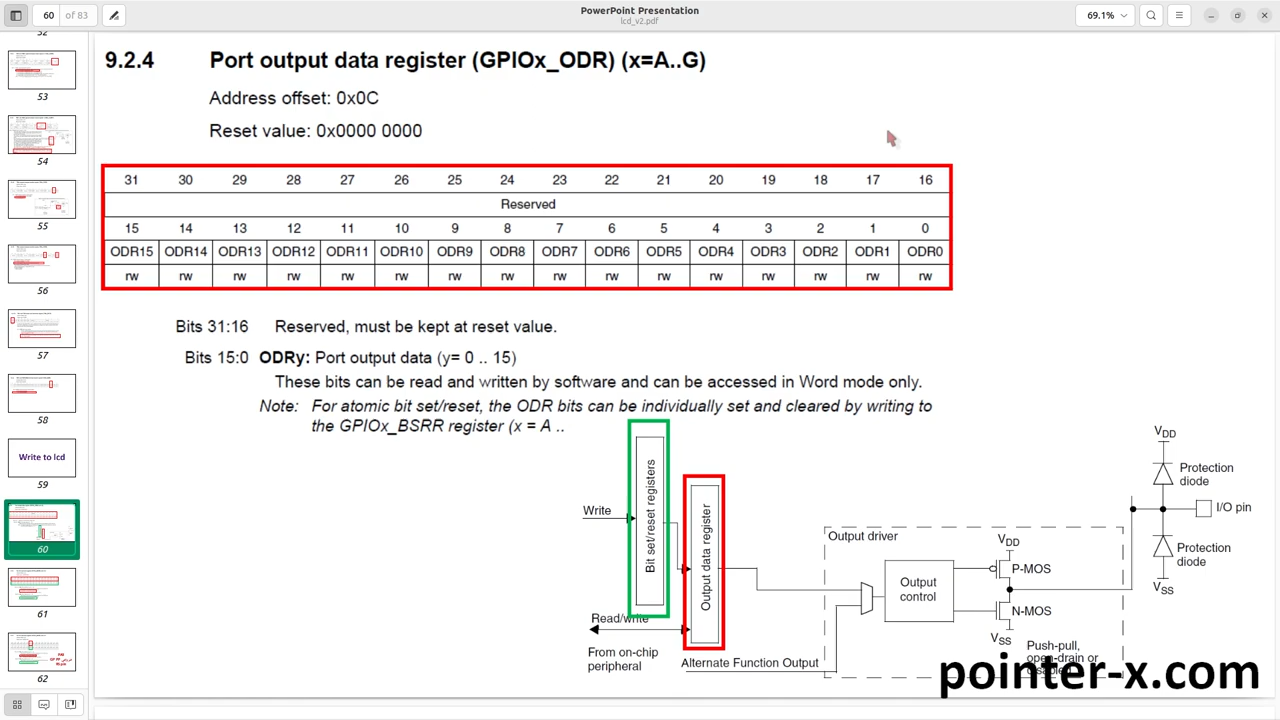 60 of 83
PowerPoint Presentation
lcd_v2.pdf
69.1%
52
53
54
55
56
57
58
Write to lcd
59
60
61
62
9.2.4 Port output data register (GPIOx_ODR) (x=A..G)
Address offset: 0x0C
Reset value: 0x0000 0000
31 30 29 28 27 26 25 24 23 22 21 20 19 18 17 16
Reserved
15 14 13 12 11 10 9 8 7 6 5 4 3 2 1 0
ODR15 ODR14 ODR13 ODR12 ODR11 ODR10 ODR9 ODR8 ODR7 ODR6 ODR5 ODR4 ODR3 ODR2 ODR1 ODR0
rw rw rw rw rw rw rw rw rw rw rw rw rw rw rw rw
Bits 31:16 Reserved, must be kept at reset value.
Bits 15:0 ODRy: Port output data (y= 0 .. 15)
These bits can be read and written by software and can be accessed in Word mode only.
Note: For atomic bit set/reset, the ODR bits can be individually set and cleared by writing to
the GPIOx_BSRR register (x = A ..
Write
Bit set/reset registers
Output data register
Read/write
From on-chip
peripheral
Alternate Function Output
Output driver
Output
control
VDD
P-MOS
N-MOS
VSS
Push-pull,
open-drain or
VDD
Protection
diode
I/O pin
Protection
diode
VSS
pointer-x.com